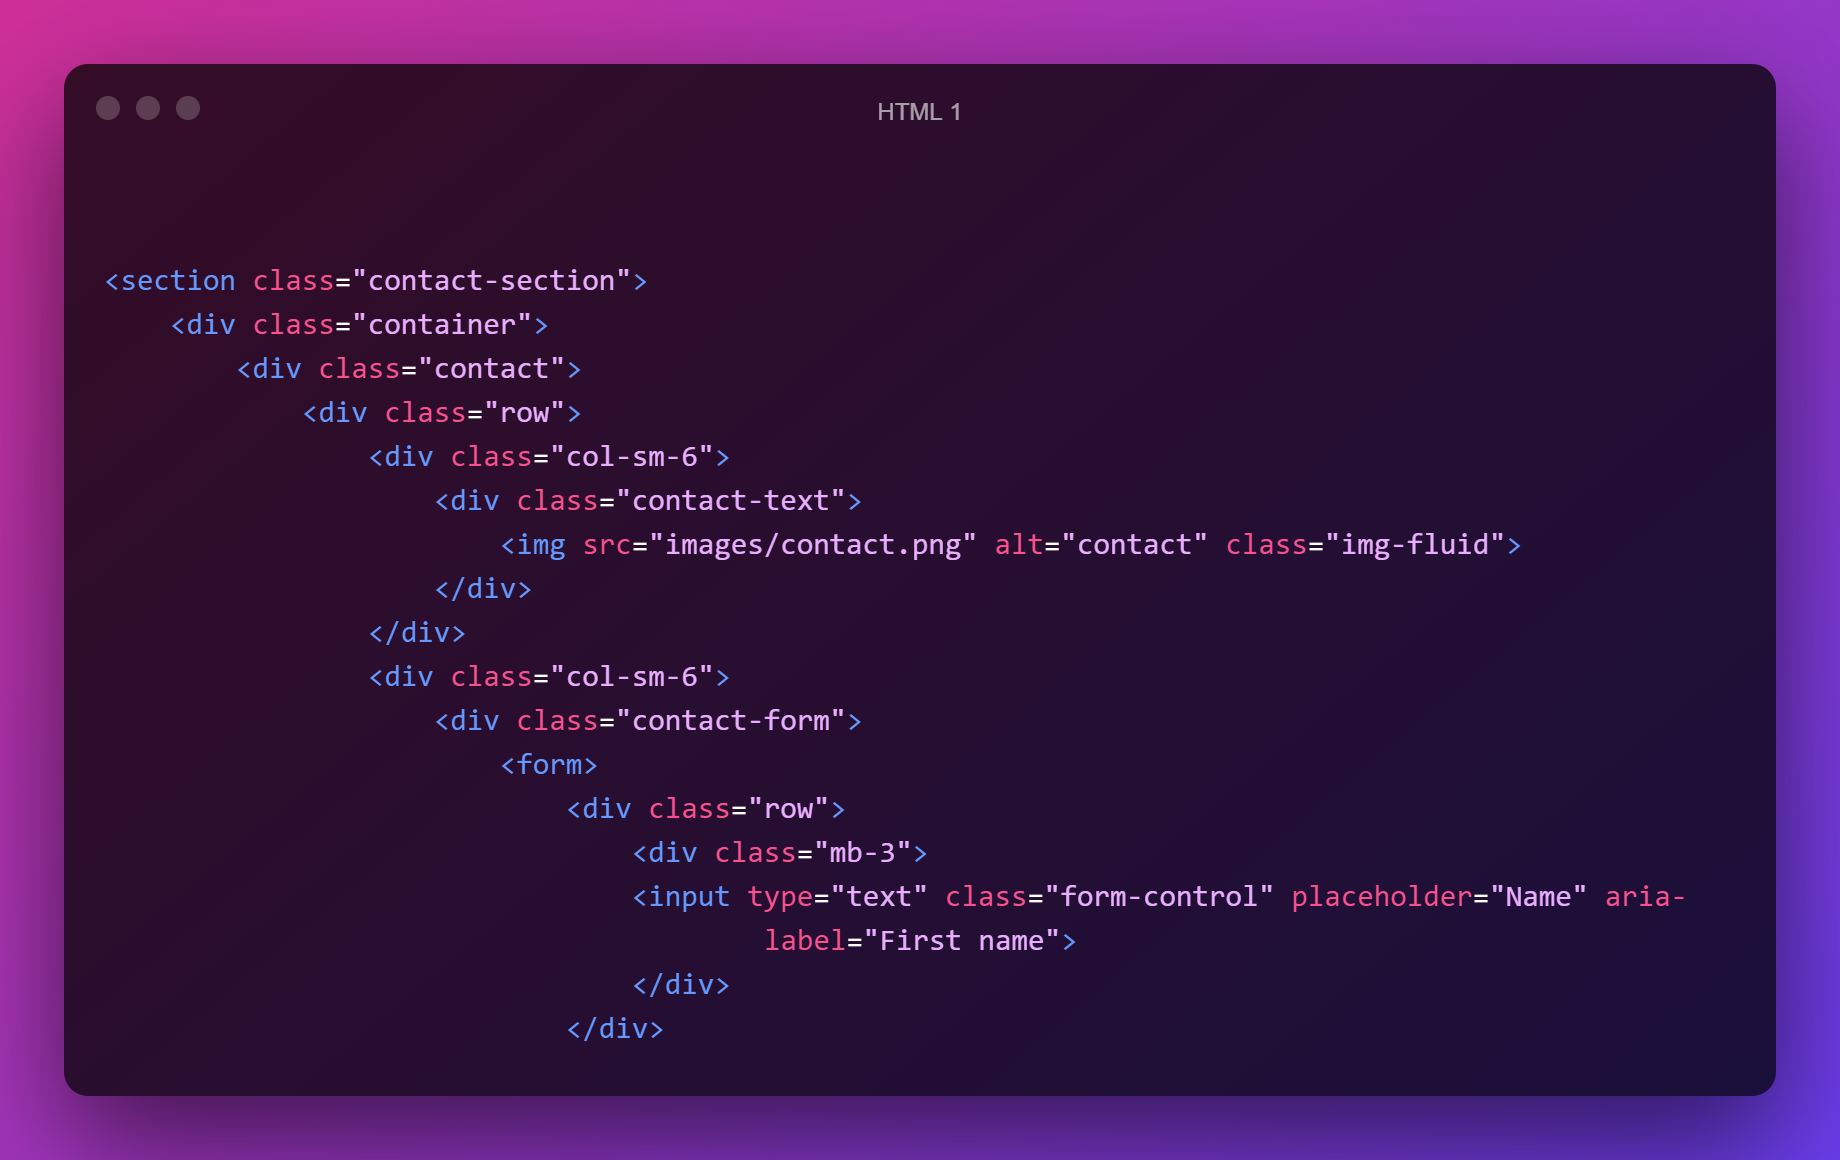 HTML 1
<section class="contact-section">
    <div class="container">
        <div class="contact">
            <div class="row">
                <div class="col-sm-6">
                    <div class="contact-text">
                        <img src="images/contact.png" alt="contact" class="img-fluid">
                    </div>
                </div>
                <div class="col-sm-6">
                    <div class="contact-form">
                        <form>
                            <div class="row">
                                <div class="mb-3">
                                <input type="text" class="form-control" placeholder="Name" aria-
                                        label="First name">
                                </div>
                            </div>